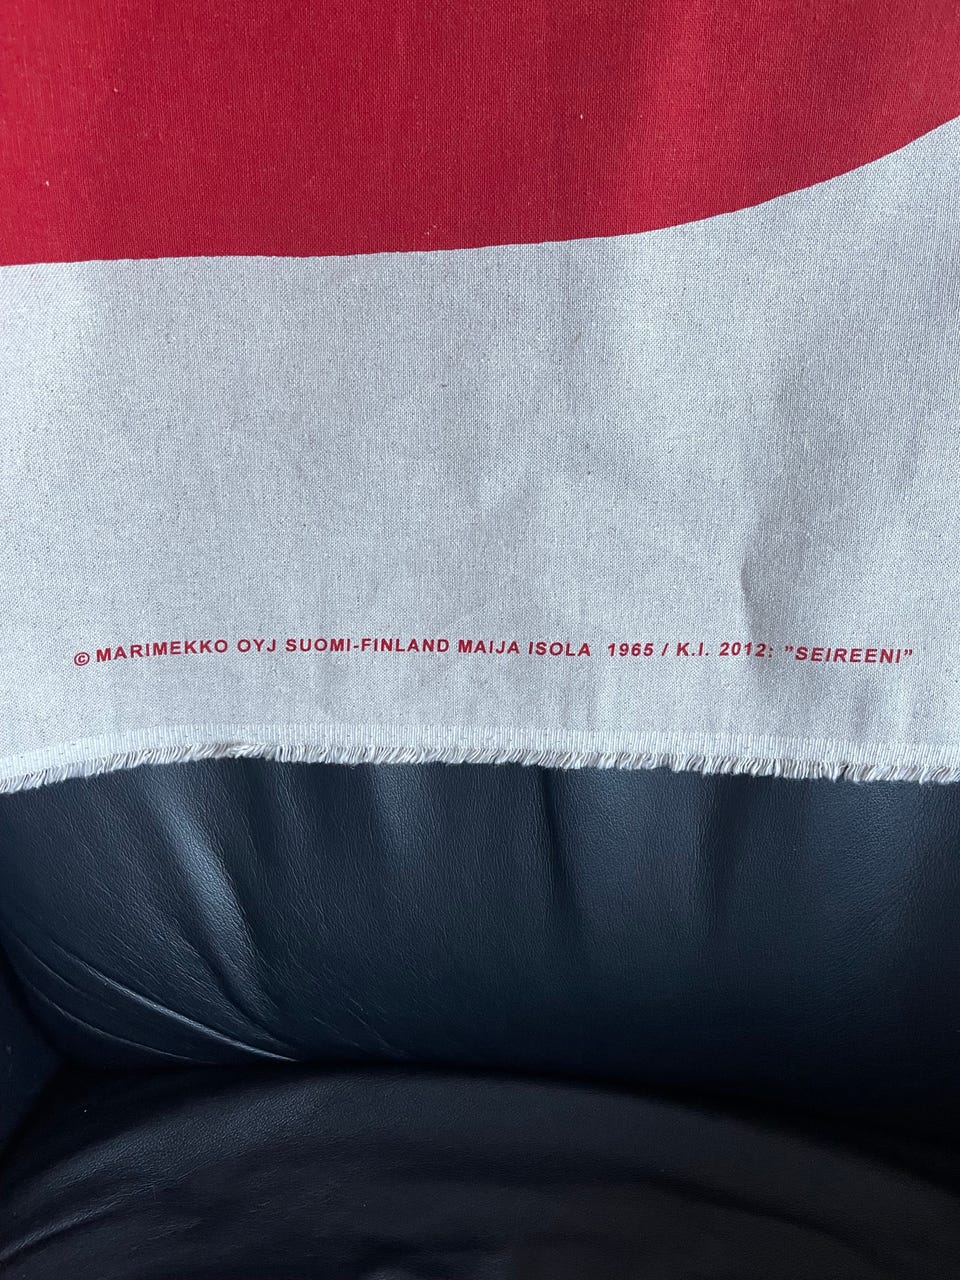 © MARIMEKKO OYJ SUOMI-FINLAND MAIJA ISOLA 1965 / K.I. 2012: ”SEIREENI”